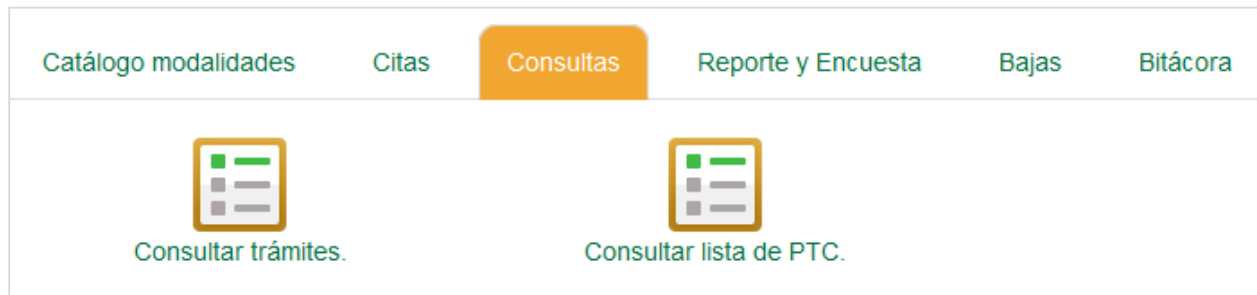 Catálogo modalidades Citas Consultas Reporte y Encuesta Bajas Bitácora
Consultar trámites. Consultar lista de PTC.